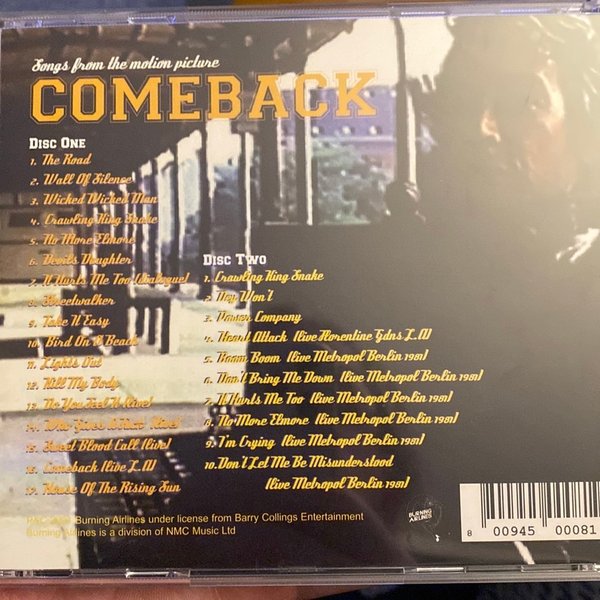 Songs from the motion picture
COMEBACK
DISC ONE
1. The Road
2. Wall Of Silence
3. Wicked Wicked Man
4. Crawling King Snake
5. No More Elmore
6. Devil's Daughter
7. It Hurts Me Too (dialogue)
8. Streetwalker
9. Take It Easy
10. Bird On A Beach
11. Lights Out
12. Kill My Body
13. Do You Feel It (live)
14. Who Gives A (live)
15. Sweet Blood Call (live)
16. Comeback (live L.A)
17. House Of The Rising Sun
DISC TWO
1. Crawling King Snake
2. Day Won't
3. Power Company
4. Heart Attack (live Florentine Gdns L.A)
5. Boom Boom (live Metropol Berlin 1981)
6. Don't Bring Me Down (live Metropol Berlin 1981)
7. It Hurts Me Too (live Metropol Berlin 1981)
8. No More Elmore (live Metropol Berlin 1981)
9. I'm Crying (live Metropol Berlin 1981)
10. Don't Let Me Be Misunderstood
(live Metropol Berlin 1981)
Burning Airlines under license from Barry Collings Entertainment
Burning Airlines is a division of NMC Music Ltd
BURNING
AIRLINES
8 00945 00081